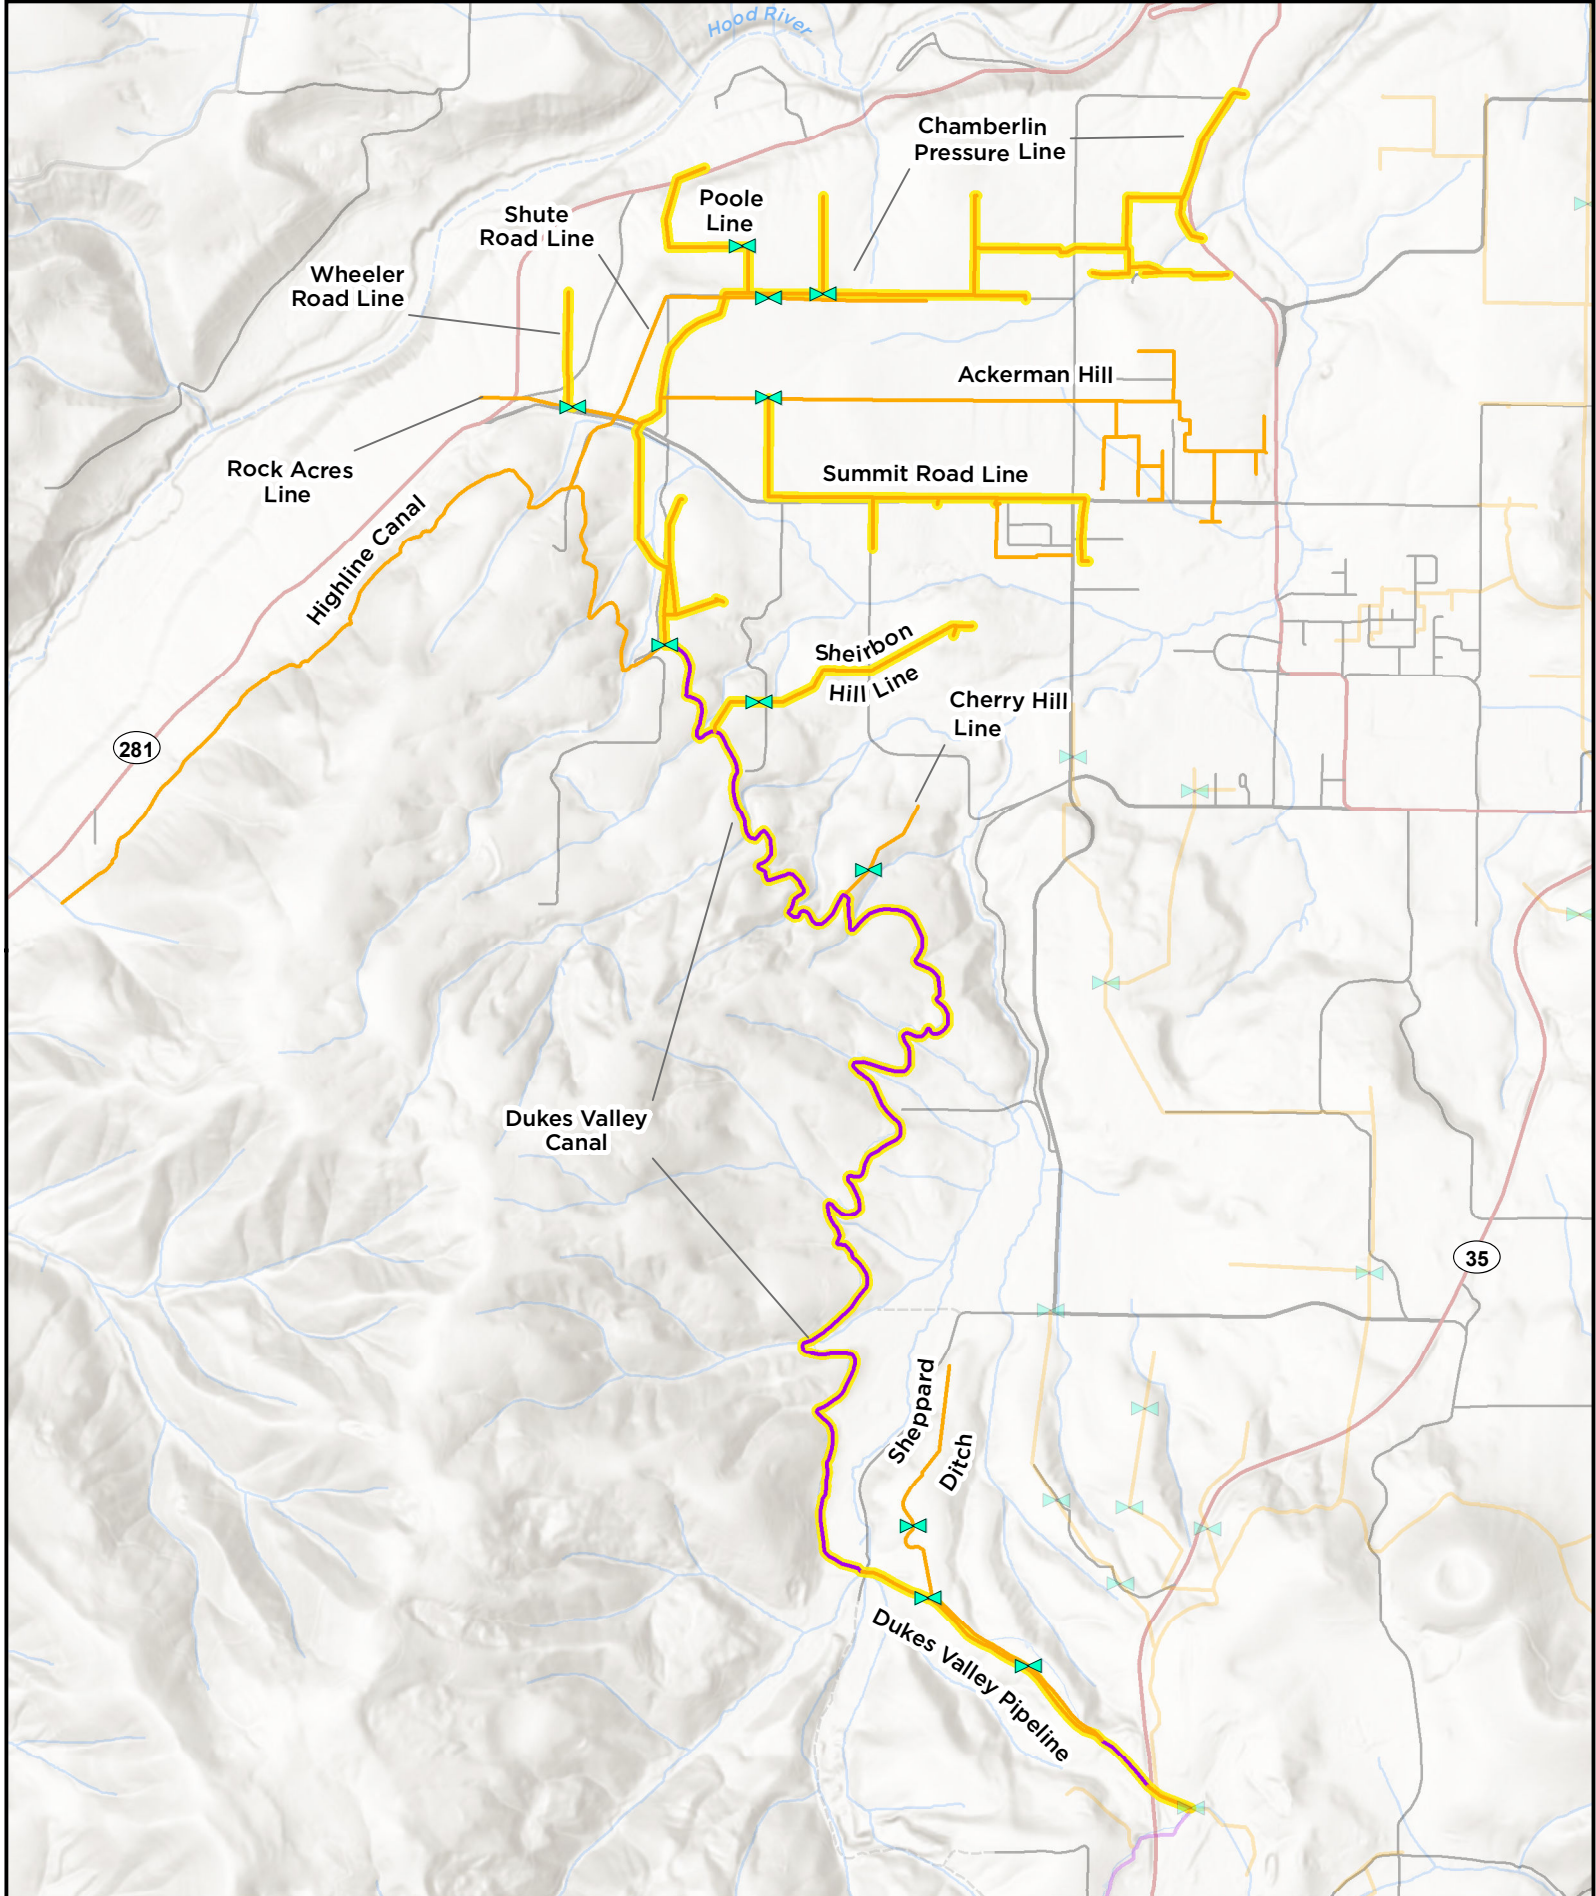 Hood River
Chamberlin
Pressure Line
Poole
Line
Shute
Road Line
Wheeler
Road Line
Ackerman Hill
Rock Acres
Line
Summit Road Line
Highline Canal
Sheirbon
Hill Line
Cherry Hill
Line
281
Dukes Valley
Canal
35
Sheppard
Ditch
Dukes Valley Pipeline